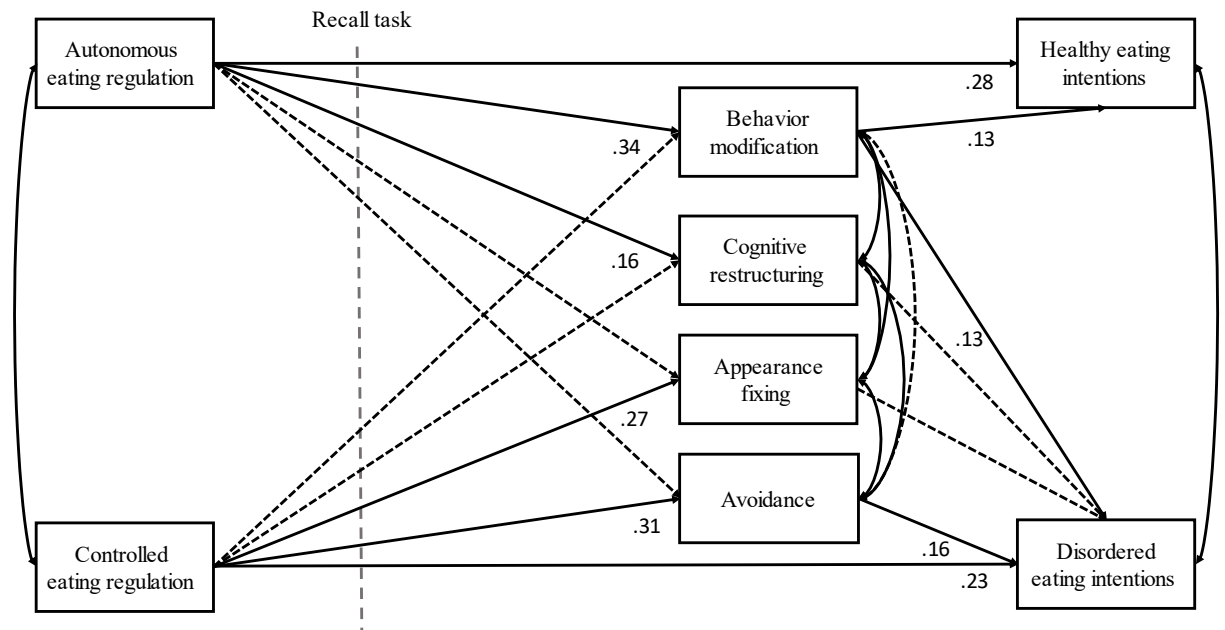 Recall task
Autonomous
eating regulation
Healthy eating
intentions
.28
Behavior
modification
.34
.13
Cognitive
restructuring
.16
.13
Appearance
fixing
.27
Avoidance
.31
.16
Controlled
eating regulation
.23
Disordered
eating intentions